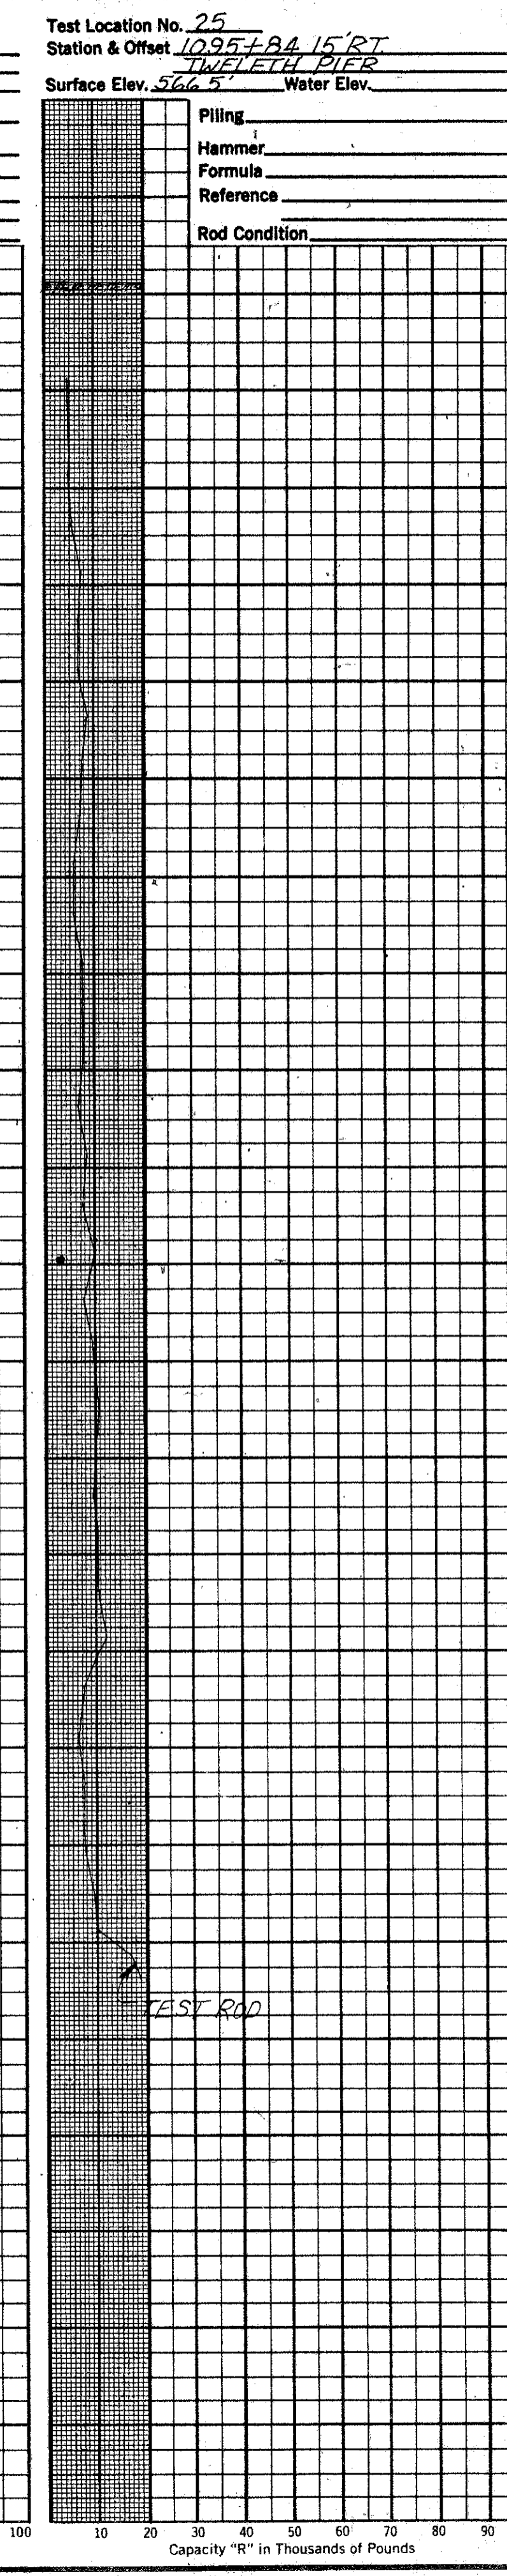 Test Location No. 25
Station & Offset 1095+84 15' RT.
TWELETH PIER
Surface Elev. 566.5' Water Elev.
Piling
Hammer
Formula
Reference
Rod Condition
TEST ROD
100 10 20 30 40 50 60 70 80 90
Capacity "R" in Thousands of Pounds